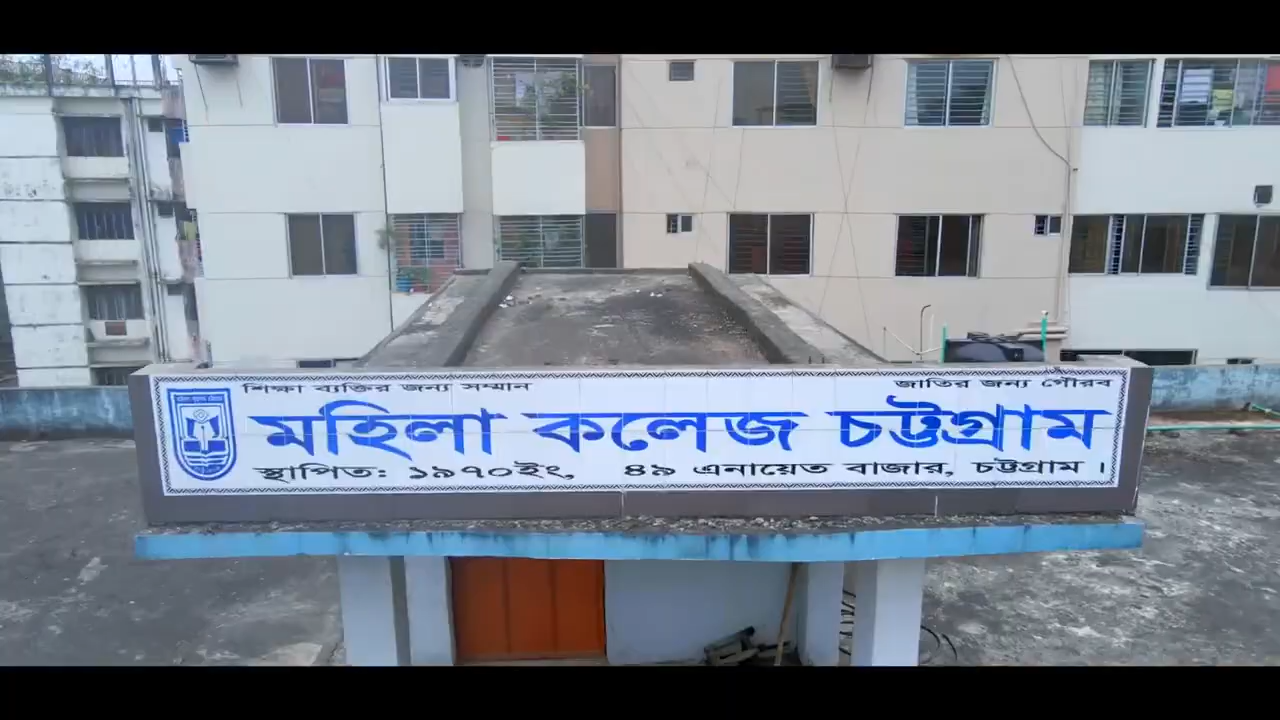 শিক্ষা ব্যক্তির জন্য সম্মান জাতির জন্য গৌরব
মহিলা কলেজ চট্টগ্রাম
স্থাপিত: ১৯৭০ইং, ৪৯ এনায়েত বাজার, চট্টগ্রাম ।